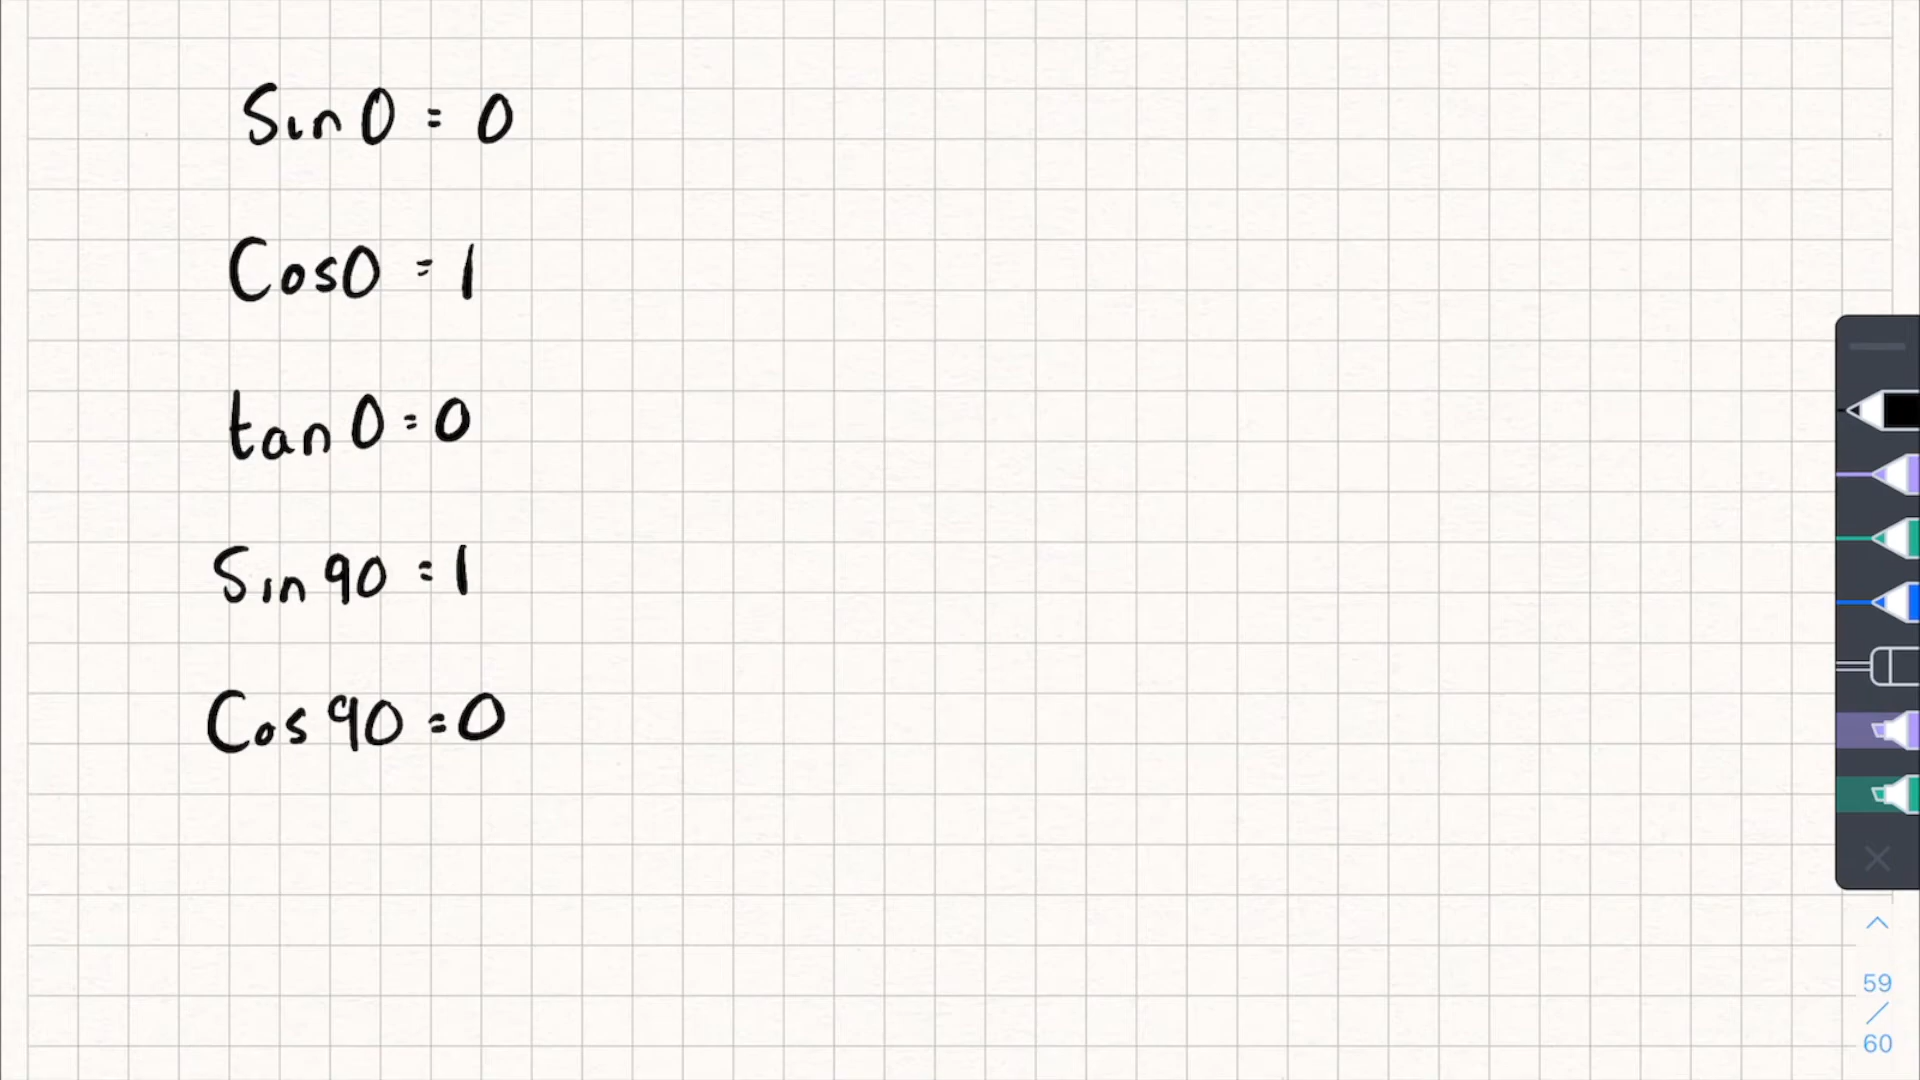 Sin 0 = 0
Cos 0 = 1
tan 0 = 0
Sin 90 = 1
Cos 90 = 0
59
/
60